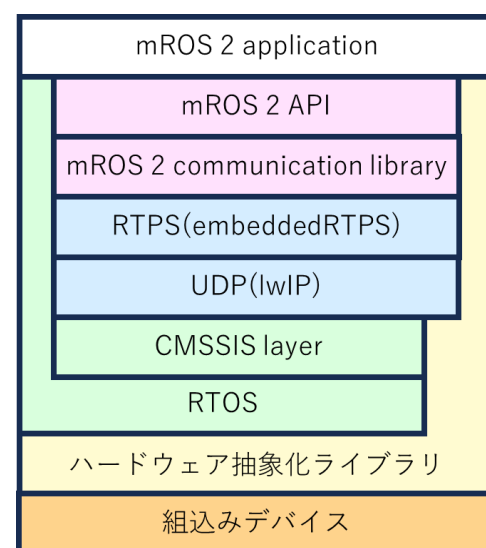 mROS 2 application
mROS 2 API
mROS 2 communication library
RTPS(embeddedRTPS)
UDP(lwIP)
CMSSIS layer
RTOS
ハードウェア抽象化ライブラリ
組込みデバイス